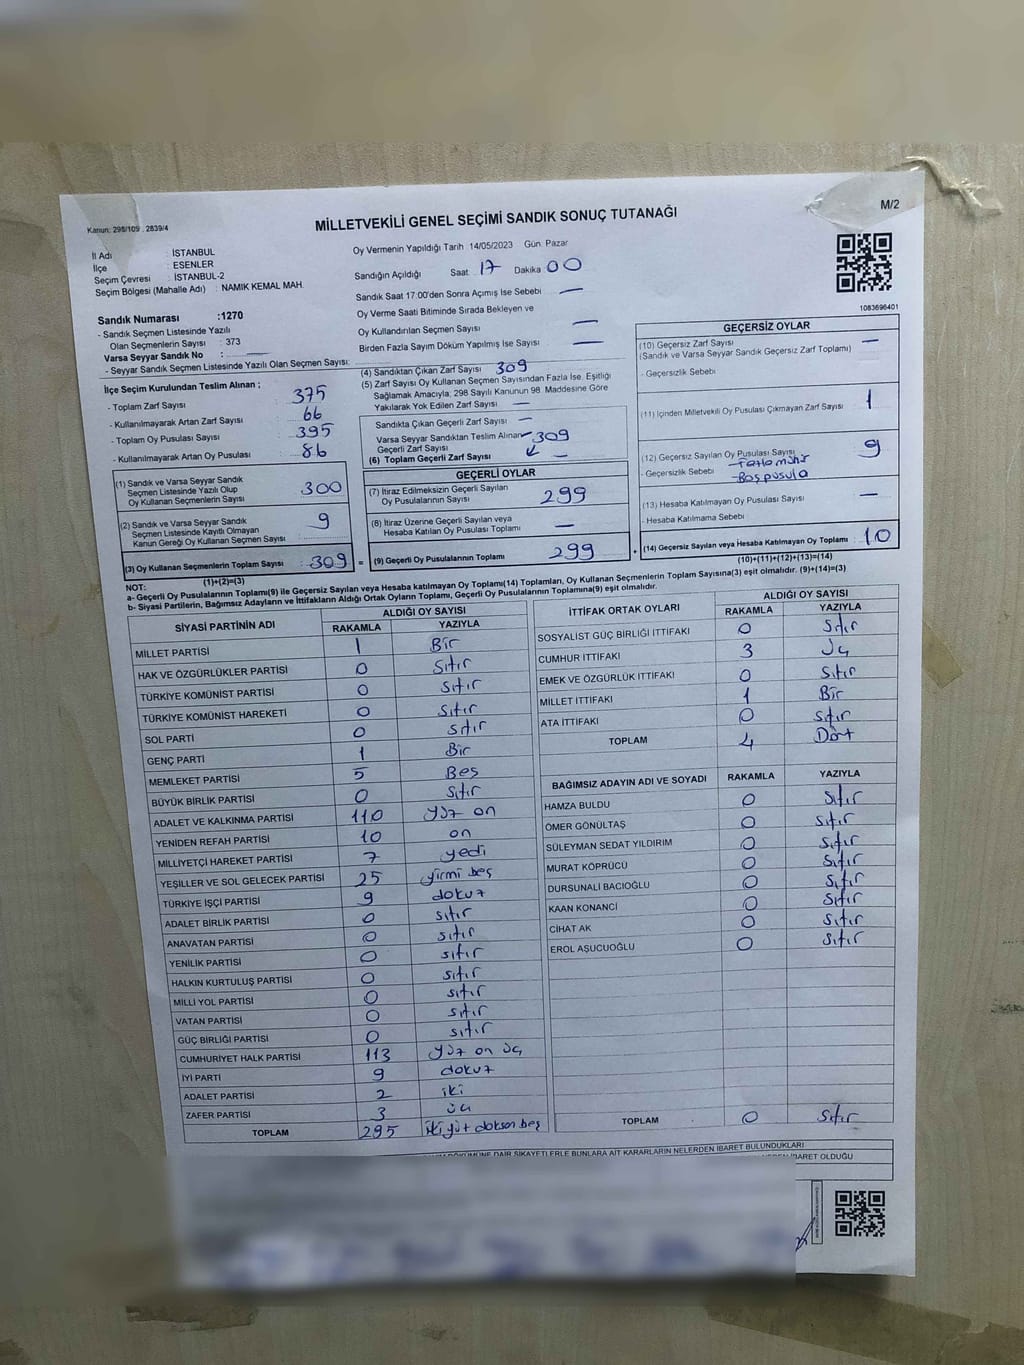 MİLLETVEKİLİ GENEL SEÇİMİ SANDIK SONUÇ TUTANAĞI
M/2
Kanun: 298/105 , 2839/4
İl Adı : İSTANBUL
İlçe : ESENLER
Seçim Çevresi : İSTANBUL-2
Seçim Bölgesi (Mahalle Adı) : NAMIK KEMAL MAH.
Sandık Numarası :1270
- Sandık Seçmen Listesinde Yazılı
Olan Seçmenlerin Sayısı : 373
Varsa Seyyar Sandık No : —
- Seyyar Sandık Seçmen Listesinde Yazılı Olan Seçmen Sayısı:
İlçe Seçim Kurulundan Teslim Alınan ;
- Toplam Zarf Sayısı : 375
- Kullanılmayarak Artan Zarf Sayısı : 66
- Toplam Oy Pusulası Sayısı : 395
- Kullanılmayarak Artan Oy Pusulası : 86
(1) Sandık ve Varsa Seyyar Sandık
Seçmen Listesinde Yazılı Olup
Oy Kullanan Seçmenlerin Sayısı : 300
(2) Sandık ve Varsa Seyyar Sandık
Seçmen Listesinde Kayıtlı Olmayan
Kanun Gereği Oy Kullanan Seçmen Sayısı : 9
(3) Oy Kullanan Seçmenlerin Toplam Sayısı : 309 =
(1)+(2)=(3)
Oy Vermenin Yapıldığı Tarih 14/05/2023 Gün: Pazar
Sandığın Açıldığı Saat 17 Dakika 00
Sandık Saat 17:00'den Sonra Açımış İse Sebebi —
Oy Verme Saati Bitiminde Sırada Bekleyen ve
Oy Kullandırılan Seçmen Sayısı —
Birden Fazla Sayım Döküm Yapılmış İse Sayısı —
(4) Sandıktan Çıkan Zarf Sayısı 309
(5) Zarf Sayısı Oy Kullanan Seçmen Sayısından Fazla İse, Eşitliği
Sağlamak Amacıyla, 298 Sayılı Kanunun 98. Maddesine Göre
Yakılarak Yok Edilen Zarf Sayısı —
Sandıkta Çıkan Geçerli Zarf Sayısı —
Varsa Seyyar Sandıktan Teslim Alınan 309
Geçerli Zarf Sayısı
(6) Toplam Geçerli Zarf Sayısı —
GEÇERLİ OYLAR
(7) İtiraz Edilmeksizin Geçerli Sayılan
Oy Pusulalarının Sayısı : 299
(8) İtiraz Üzerine Geçerli Sayılan veya
Hesaba Katılan Oy Pusulası Toplamı : —
(9) Geçerli Oy Pusulalarının Toplamı : 299 +
1083696401
GEÇERSİZ OYLAR
(10) Geçersiz Zarf Sayısı —
(Sandık ve Varsa Seyyar Sandık Geçersiz Zarf Toplamı)
- Geçersizlik Sebebi :
(11) İçinden Milletvekili Oy Pusulası Çıkmayan Zarf Sayısı : 1
(12) Geçersiz Sayılan Oy Pusulası Sayısı 9
- Geçersizlik Sebebi : - Fazla mühür
- Boş pusula
(13) Hesaba Katılmayan Oy Pusulası Sayısı : —
- Hesaba Katılmama Sebebi :
(14) Geçersiz Sayılan veya Hesaba Katılmayan Oy Toplamı : 10
(10)+(11)+(12)+(13)=(14)
NOT:
a- Geçerli Oy Pusulalarının Toplamı(9) ile Geçersiz Sayılan veya Hesaba katılmayan Oy Toplamı(14) Toplamları, Oy Kullanan Seçmenlerin Toplam Sayısına(3) eşit olmalıdır. (9)+(14)=(3)
b- Siyasi Partilerin, Bağımsız Adayların ve İttifakların Aldığı Ortak Oyların Toplamı, Geçerli Oy Pusulalarının Toplamına(9) eşit olmalıdır.
SİYASİ PARTİNİN ADI ALDIĞI OY SAYISI
RAKAMLA YAZIYLA
MİLLET PARTİSİ 1 Bir
HAK VE ÖZGÜRLÜKLER PARTİSİ 0 Sıfır
TÜRKİYE KOMÜNİST PARTİSİ 0 Sıfır
TÜRKİYE KOMÜNİST HAREKETİ 0 Sıfır
SOL PARTİ 0 sıfır
GENÇ PARTİ 1 Bir
MEMLEKET PARTİSİ 5 Beş
BÜYÜK BİRLİK PARTİSİ 0 Sıfır
ADALET VE KALKINMA PARTİSİ 110 yüz on
YENİDEN REFAH PARTİSİ 10 on
MİLLİYETÇİ HAREKET PARTİSİ 7 yedi
YEŞİLLER VE SOL GELECEK PARTİSİ 25 yirmi beş
TÜRKİYE İŞÇİ PARTİSİ 9 dokuz
ADALET BİRLİK PARTİSİ 0 sıfır
ANAVATAN PARTİSİ 0 sıfır
YENİLİK PARTİSİ 0 sıfır
HALKIN KURTULUŞ PARTİSİ 0 sıfır
MİLLİ YOL PARTİSİ 0 sıfır
VATAN PARTİSİ 0 sıfır
GÜÇ BİRLİĞİ PARTİSİ 0 sıfır
CUMHURİYET HALK PARTİSİ 113 yüz on üç
İYİ PARTİ 9 dokuz
ADALET PARTİSİ 2 iki
ZAFER PARTİSİ 3 üç
TOPLAM 295 iki yüz doksan beş
İTTİFAK ORTAK OYLARI ALDIĞI OY SAYISI
RAKAMLA YAZIYLA
SOSYALİST GÜÇ BİRLİĞİ İTTİFAKI 0 Sıfır
CUMHUR İTTİFAKI 3 Üç
EMEK VE ÖZGÜRLÜK İTTİFAKI 0 Sıfır
MİLLET İTTİFAKI 1 Bir
ATA İTTİFAKI 0 sıfır
TOPLAM 4 Dört
BAĞIMSIZ ADAYIN ADI VE SOYADI RAKAMLA YAZIYLA
HAMZA BULDU 0 Sıfır
ÖMER GÖNÜLTAŞ 0 Sıfır
SÜLEYMAN SEDAT YILDIRIM 0 Sıfır
MURAT KÖPRÜCÜ 0 Sıfır
DURSUNALİ BACIOĞLU 0 Sıfır
KAAN KONANCİ 0 Sıfır
CİHAT AK 0 Sıfır
EROL AŞUCUOĞLU 0 Sıfır
TOPLAM 0 Sıfır
DÖKÜMÜNE DAİR ŞİKAYETLERLE BUNLARA AİT KARARLARIN NELERDEN İBARET BULUNDUKLARI
İBARET OLDUĞU